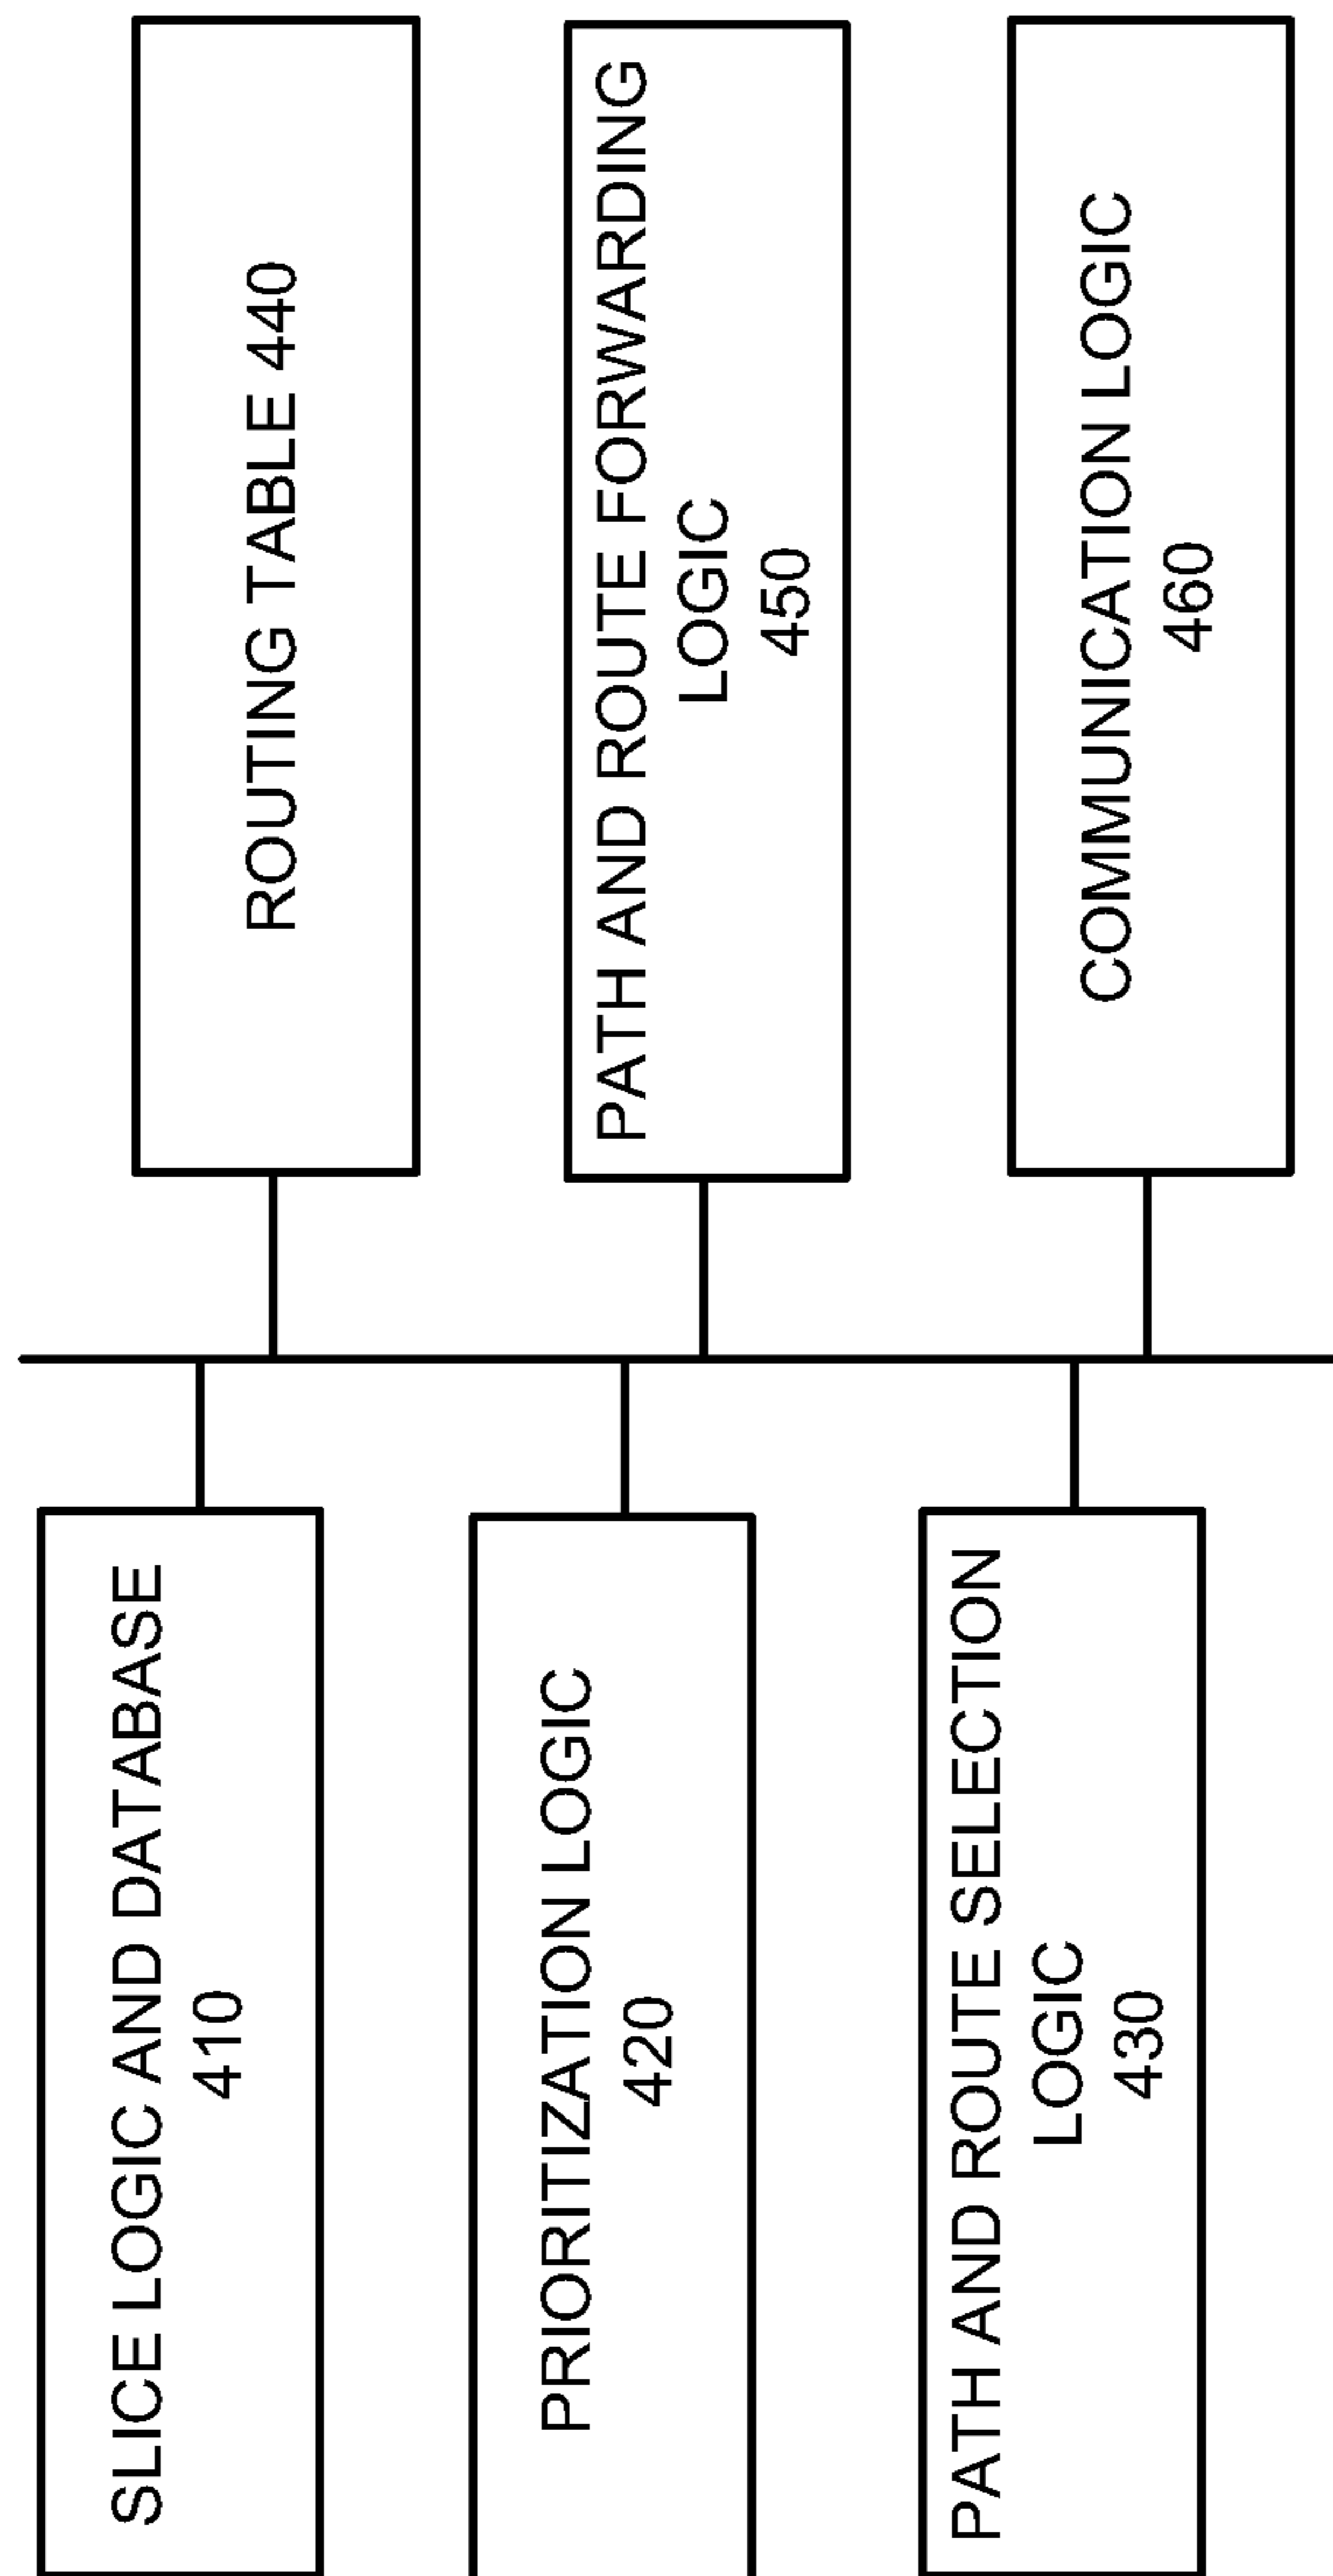 SLICE LOGIC AND DATABASE
410
PRIORITIZATION LOGIC
420
PATH AND ROUTE SELECTION
LOGIC
430
ROUTING TABLE 440
PATH AND ROUTE FORWARDING
LOGIC
450
COMMUNICATION LOGIC
460